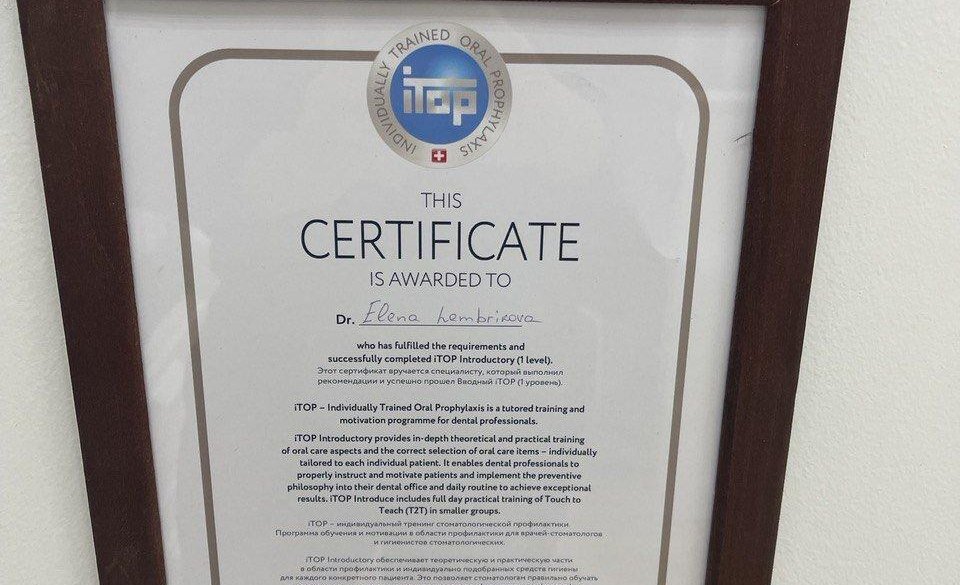 INDIVIDUALLY TRAINED ORAL PROPHYLAXIS
iTop
THIS
CERTIFICATE
IS AWARDED TO
Dr. Elena Lembrikova
who has fulfilled the requirements and
successfully completed iTOP Introductory (1 level).
Этот сертификат вручается специалисту, который выполнил
рекомендации и успешно прошел Вводный iTOP (1 уровень).
iTOP – Individually Trained Oral Prophylaxis is a tutored training and
motivation programme for dental professionals.
iTOP Introductory provides in-depth theoretical and practical training
of oral care aspects and the correct selection of oral care items – individually
tailored to each individual patient. It enables dental professionals to
properly instruct and motivate patients and implement the preventive
philosophy into their dental office and daily routine to achieve exceptional
results. iTOP Introduce includes full day practical training of Touch to
Teach (T2T) in smaller groups.
iTOP – индивидуальный тренинг стоматологической профилактики.
Программа обучения и мотивации в области профилактики для врачей-стоматологов
и гигиенистов стоматологических.
iTOP Introductory обеспечивает теоретическую и практическую части
в области профилактики и индивидуально подобранных средств гигиены
для каждого конкретного пациента. Это позволяет стоматологам правильно обучать